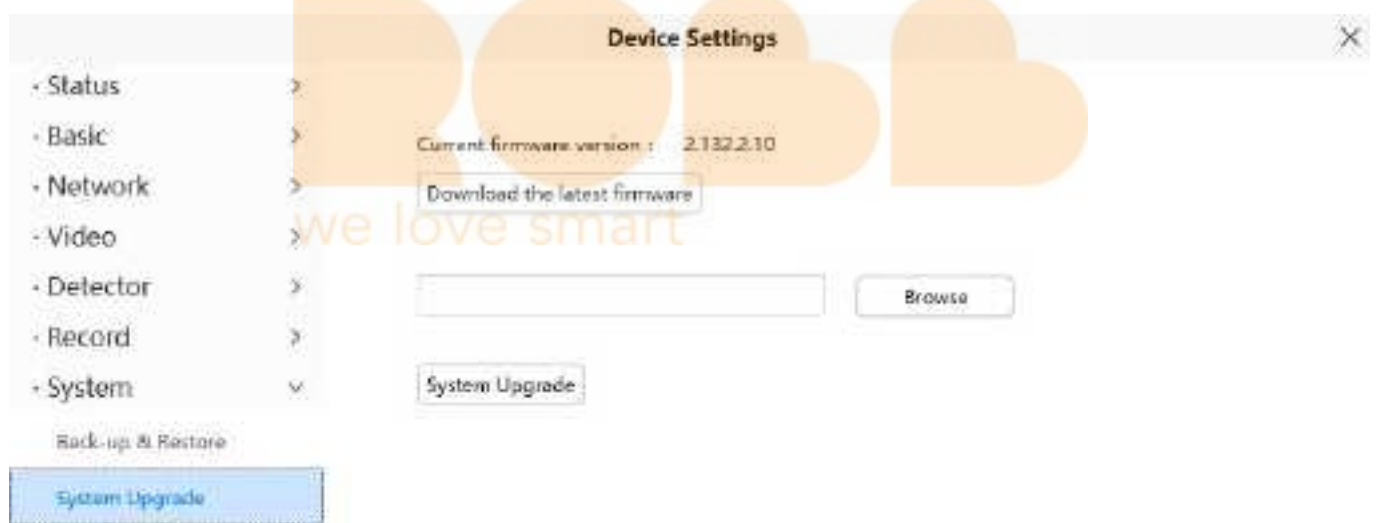 ROBB
Device Settings
Status
Basic
Current firmware version : 2.132.2.10
Network
Download the latest firmware
we love smart
Video
Detector
Browse
Record
System
System Upgrade
Back-up & Restore
System Upgrade